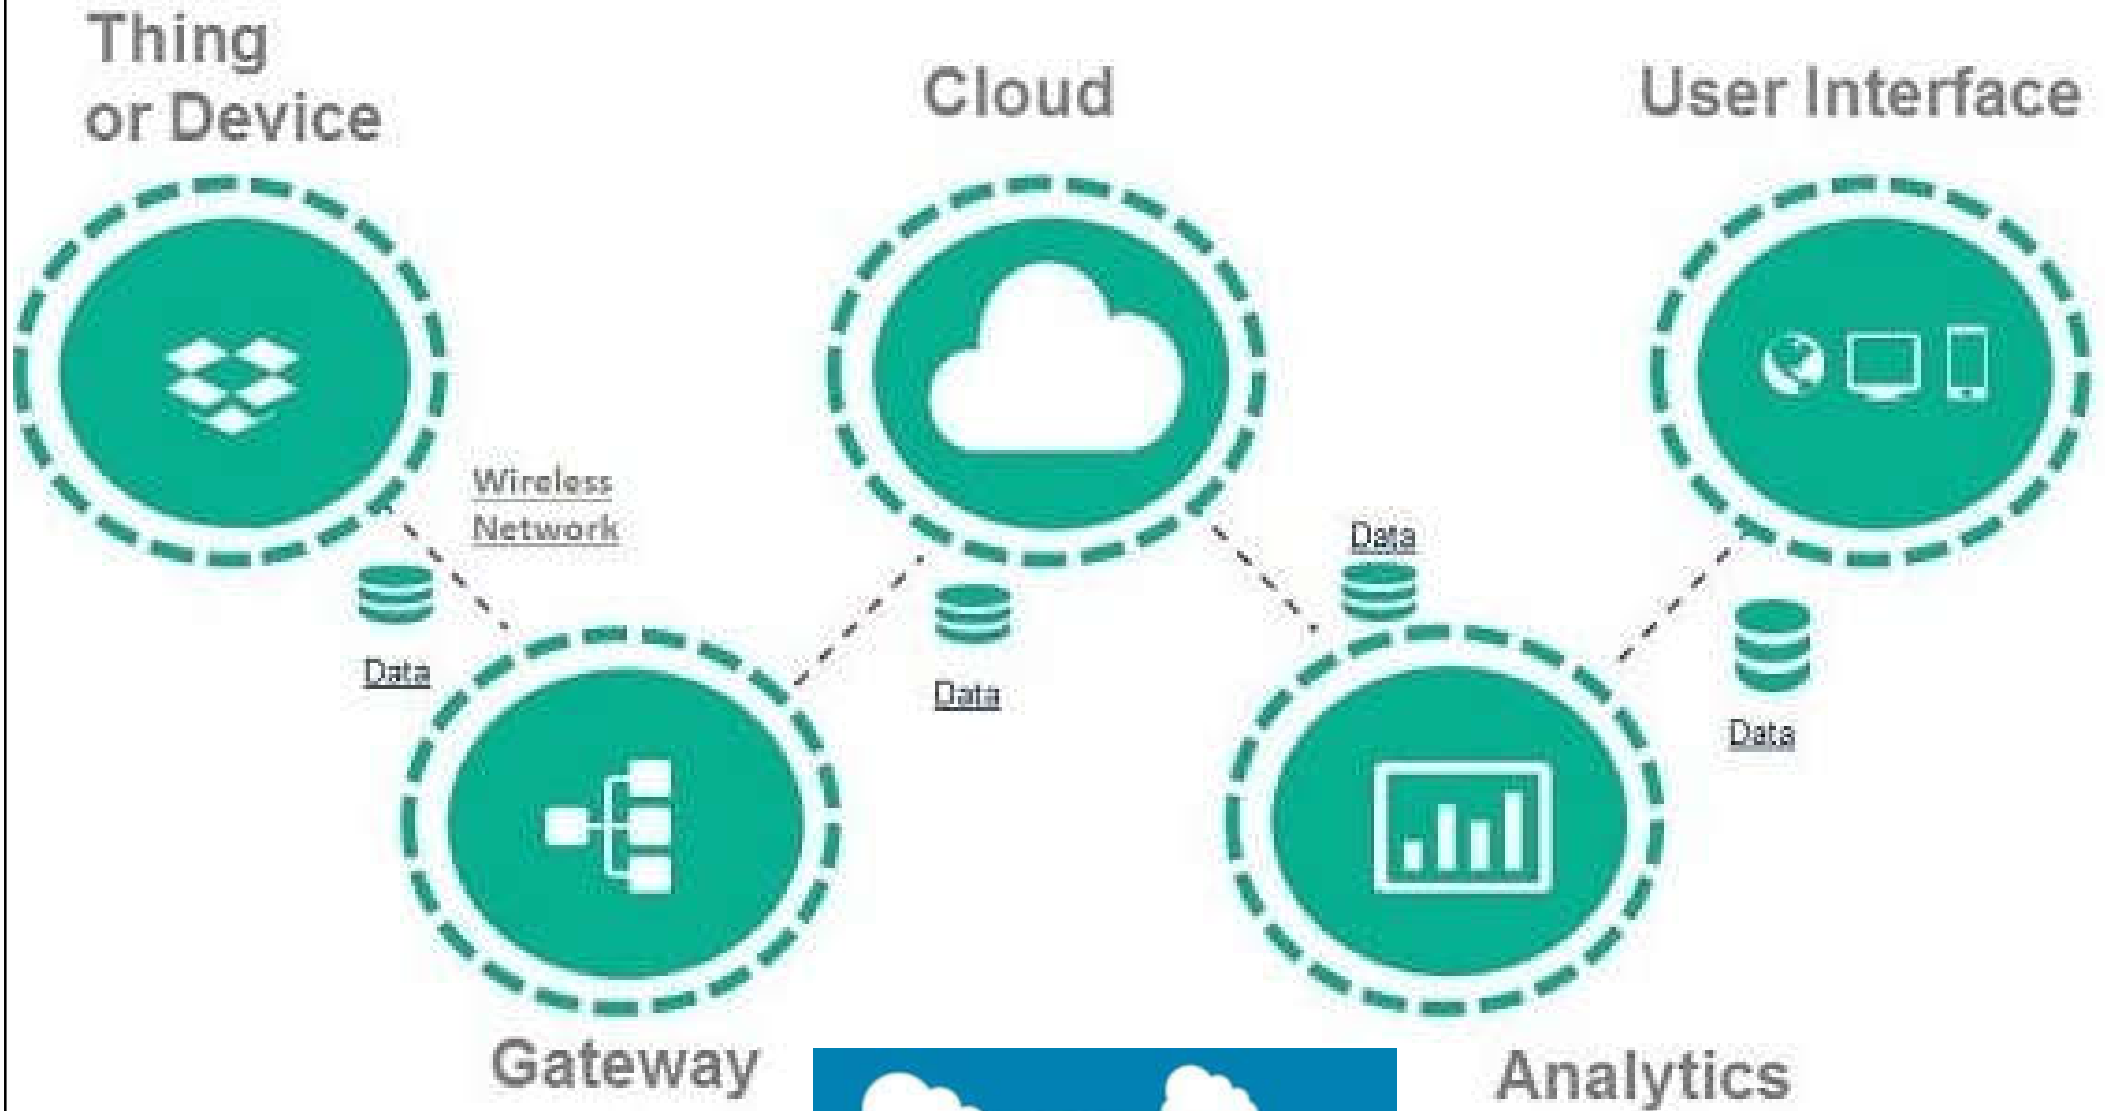 Thing
or Device
Cloud
User Interface
Wireless
Network
Data
Data
Data
Data
Gateway
Analytics